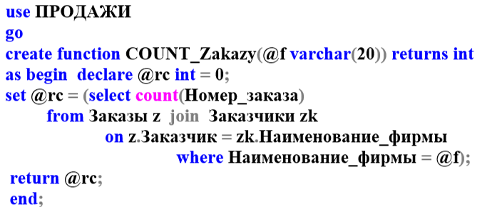 use ПРОДАЖИ
go
create function COUNT_Zakazy(@f varchar(20)) returns int
as begin declare @rc int = 0;
set @rc = (select count(Номер_заказа)
from Заказы z join Заказчики zk
on z.Заказчик = zk.Наименование_фирмы
where Наименование_фирмы = @f);
return @rc;
end;